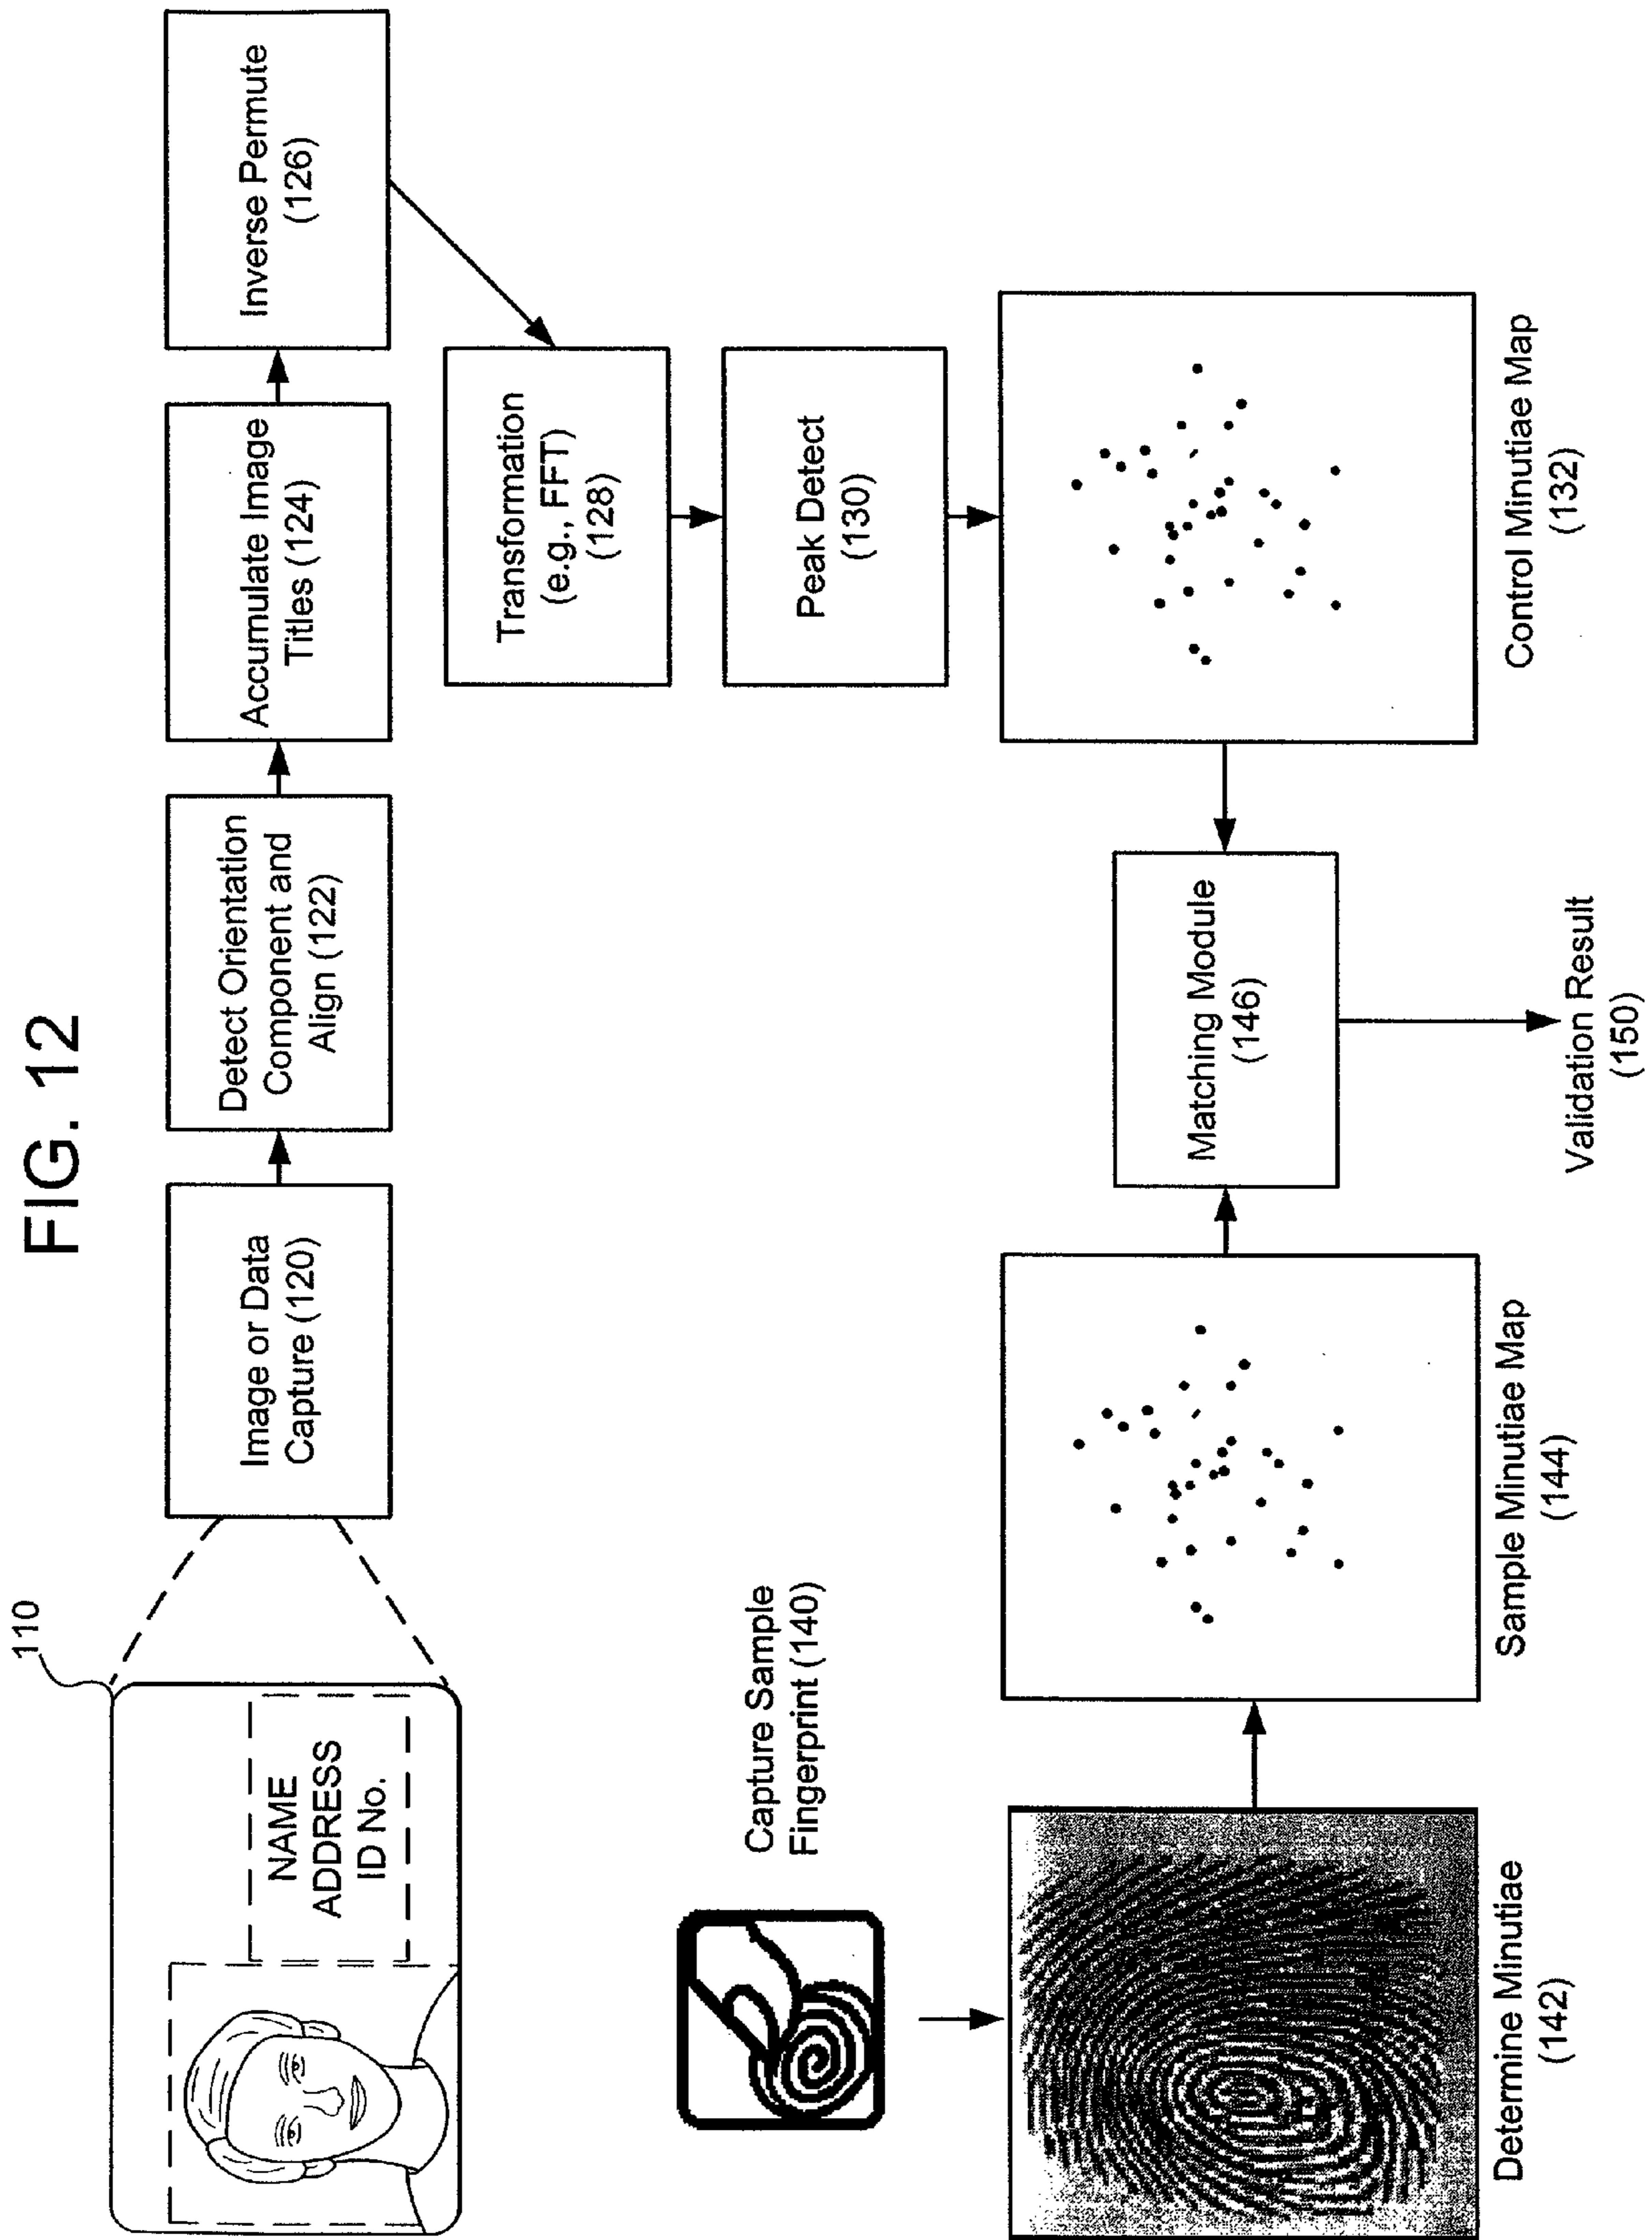 FIG. 12
110
NAME
ADDRESS
ID No.
Image or Data
Capture (120)
Detect Orientation
Component and
Align (122)
Accumulate Image
Titles (124)
Inverse Permute
(126)
Transformation
(e.g., FFT)
(128)
Peak Detect
(130)
Control Minutiae Map
(132)
Capture Sample
Fingerprint (140)
Determine Minutiae
(142)
Sample Minutiae Map
(144)
Matching Module
(146)
Validation Result
(150)